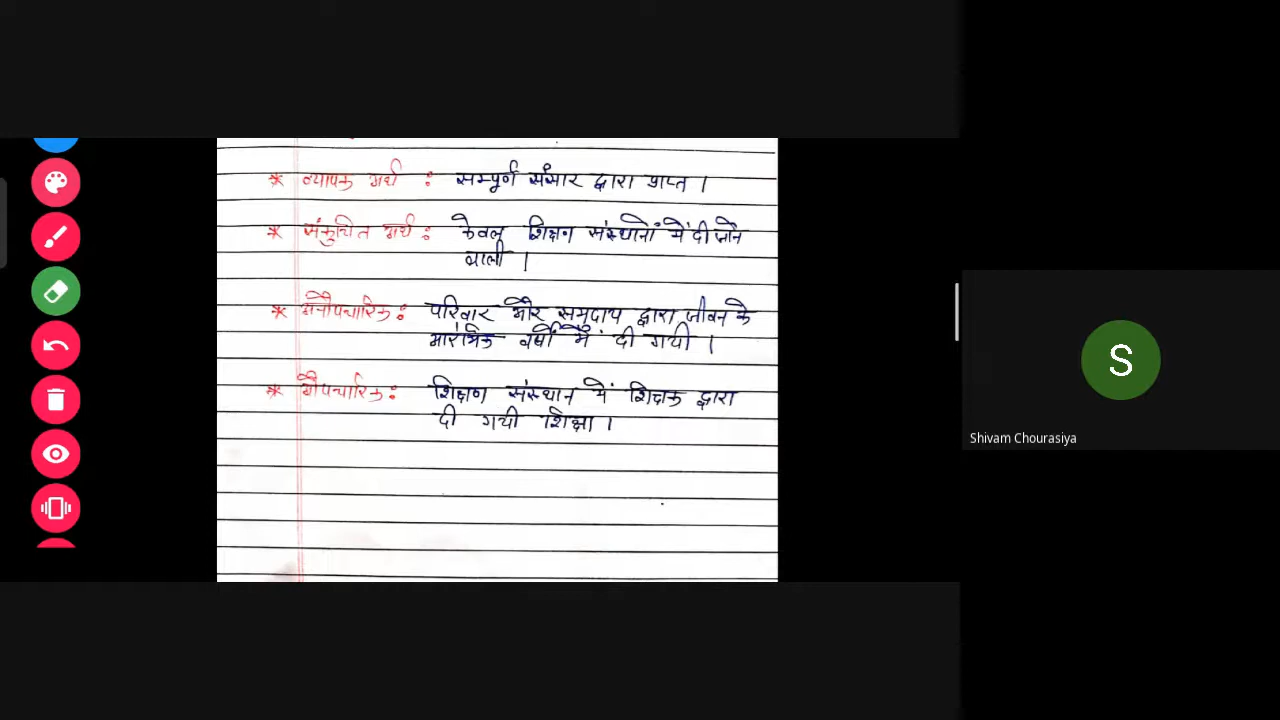 * व्यापक अर्थ : सम्पूर्ण संसार द्वारा प्राप्त ।
* संकुचित अर्थ : केवल शिक्षण संस्थानों में दी जाने
वाली ।
* अनौपचारिक : परिवार और समुदाय द्वारा जीवन के
प्रारंभिक वर्षों में दी गयी ।
* औपचारिक : शिक्षण संस्थान में शिक्षक द्वारा
दी गयी शिक्षा ।
S
Shivam Chourasiya